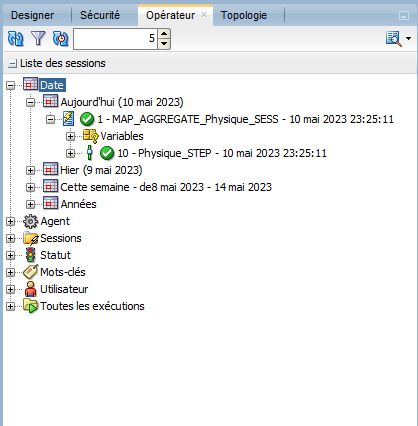 Designer Sécurité Opérateur Topologie
5
Liste des sessions
Date
Aujourd'hui (10 mai 2023)
1 - MAP_AGGREGATE_Physique_SESS - 10 mai 2023 23:25:11
Variables
10 - Physique_STEP - 10 mai 2023 23:25:11
Hier (9 mai 2023)
Cette semaine - de8 mai 2023 - 14 mai 2023
Années
Agent
Sessions
Statut
Mots-clés
Utilisateur
Toutes les exécutions